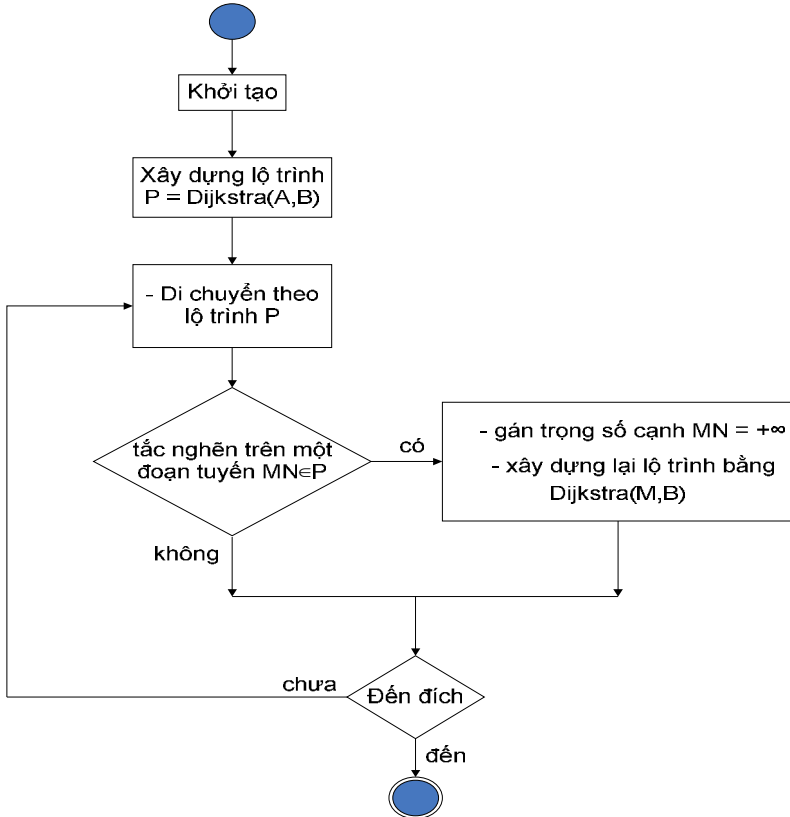 Khởi tạo
Xây dựng lộ trình
P = Dijkstra(A,B)
- Di chuyển theo
lộ trình P
tắc nghẽn trên một
đoạn tuyến MN∈P
có
- gán trọng số cạnh MN = +∞
- xây dựng lại lộ trình bằng
Dijkstra(M,B)
không
chưa
Đến đích
đến